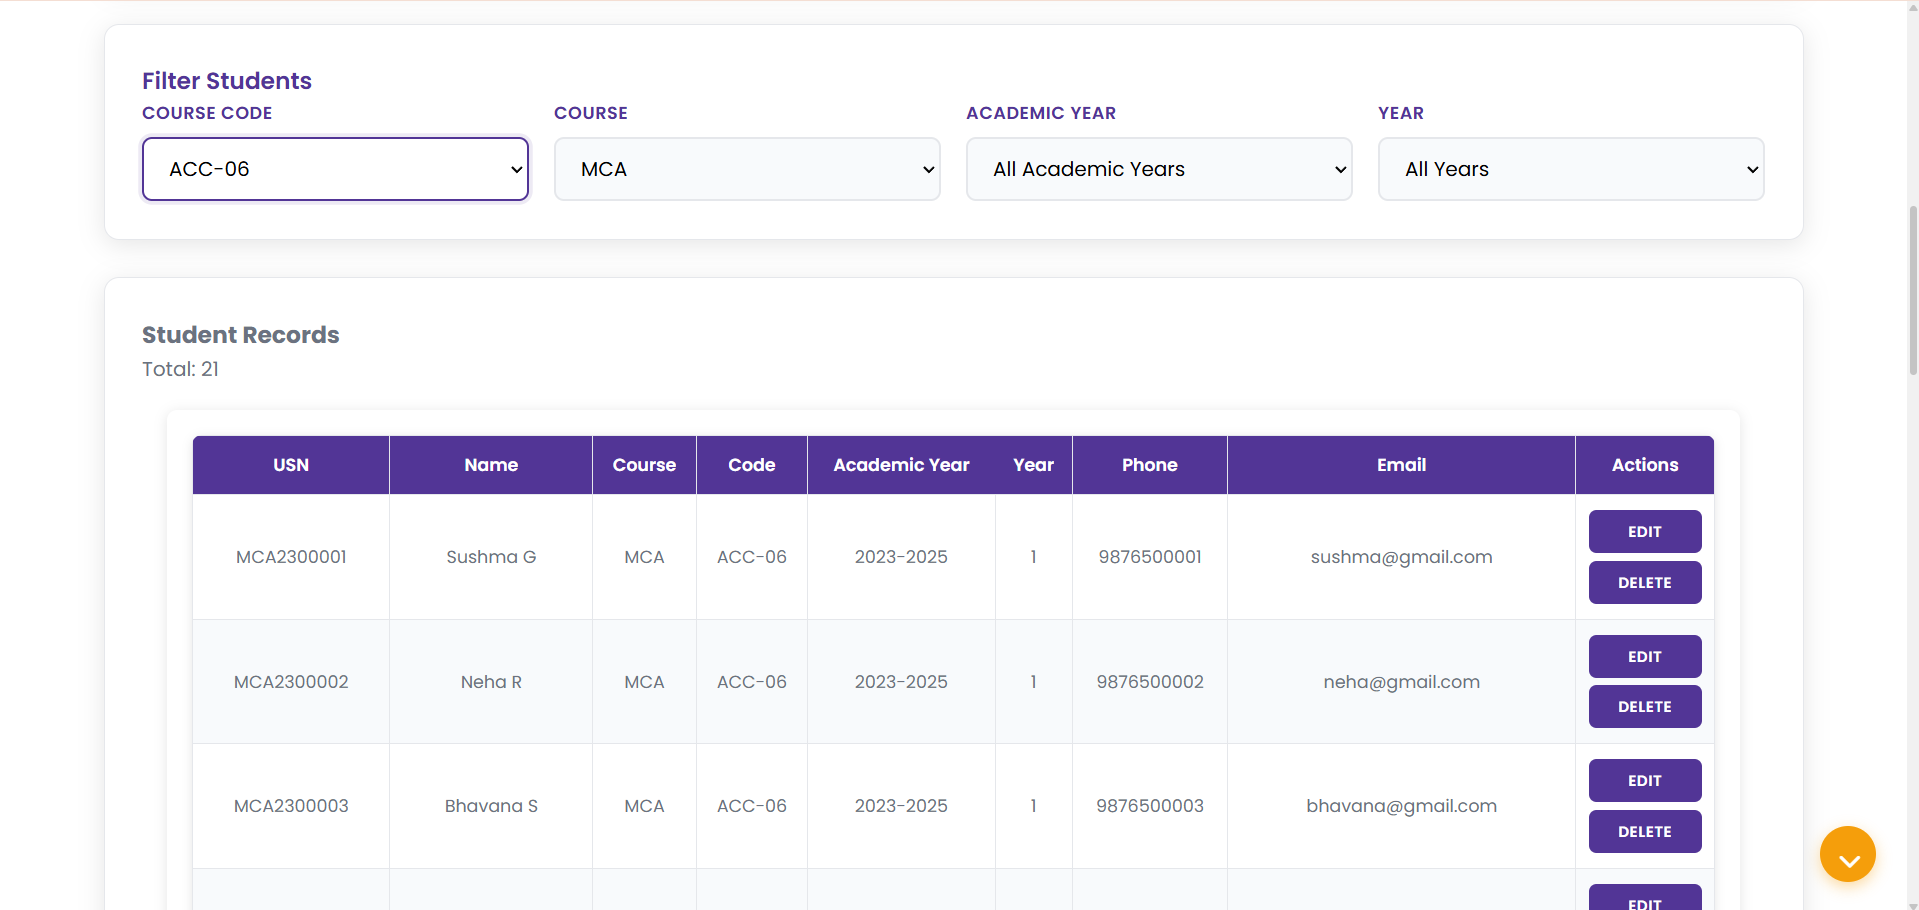 Filter Students
COURSE CODE COURSE ACADEMIC YEAR YEAR
ACC-06 MCA All Academic Years All Years
Student Records
Total: 21
USN Name Course Code Academic Year Year Phone Email Actions
MCA2300001 Sushma G MCA ACC-06 2023-2025 1 9876500001 sushma@gmail.com EDIT
DELETE
MCA2300002 Neha R MCA ACC-06 2023-2025 1 9876500002 neha@gmail.com EDIT
DELETE
MCA2300003 Bhavana S MCA ACC-06 2023-2025 1 9876500003 bhavana@gmail.com EDIT
DELETE
EDIT